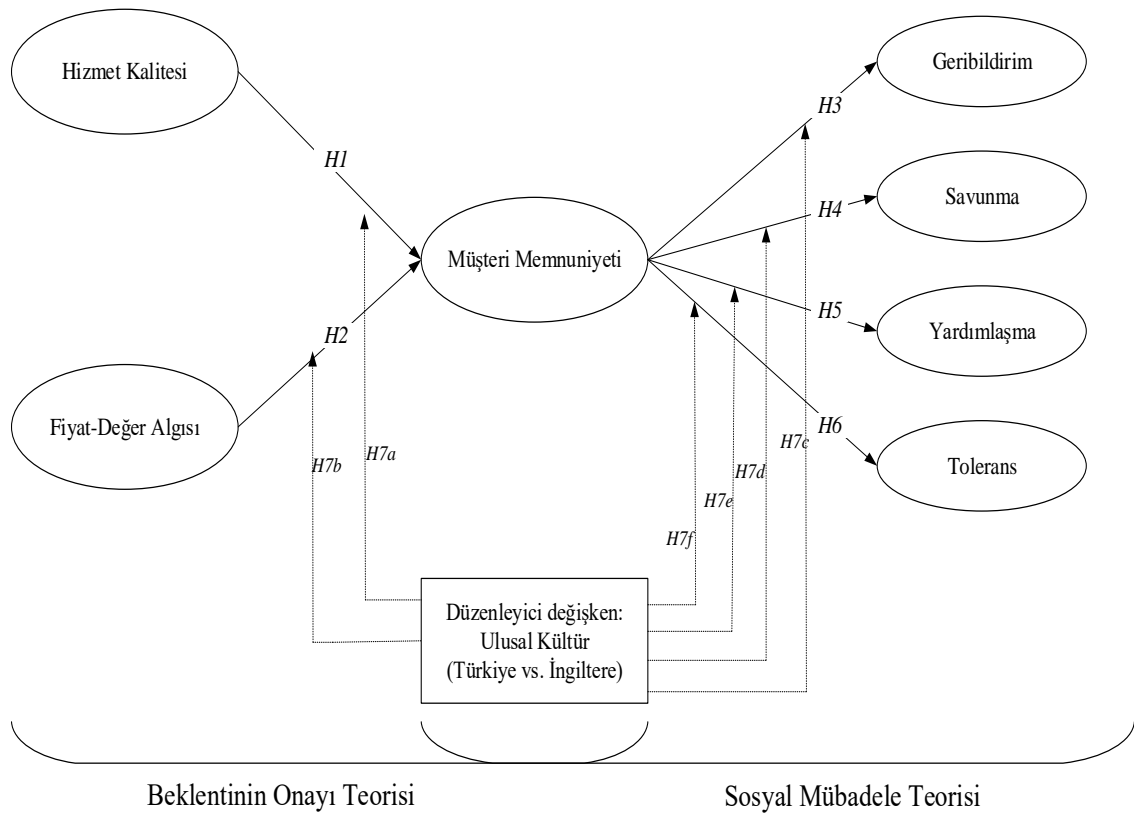 Hizmet Kalitesi
Geribildirim
H3
H1
Savunma
H4
Müşteri Memnuniyeti
H5
Yardımlaşma
H2
Fiyat-Değer Algısı
H6
Tolerans
H7b
H7a
H7c
H7d
H7e
H7f
Düzenleyici değişken:
Ulusal Kültür
(Türkiye vs. İngiltere)
Beklentinin Onayı Teorisi
Sosyal Mübadele Teorisi